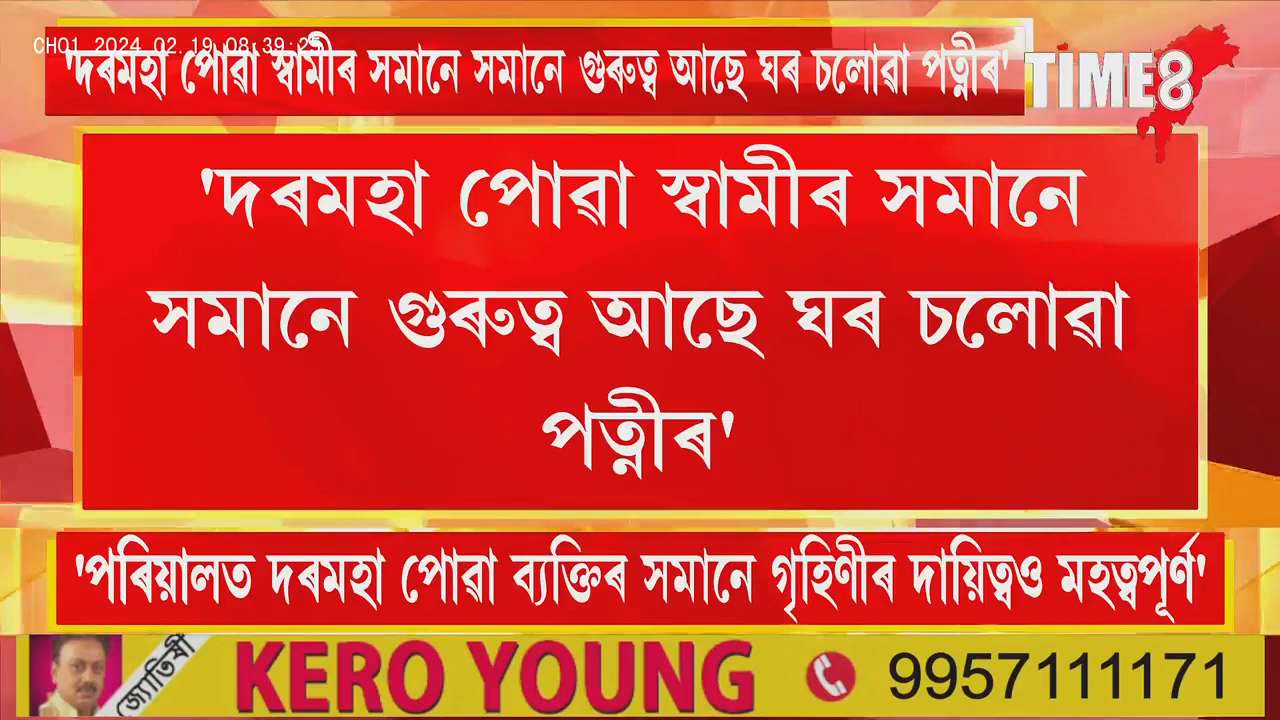 CH01 2024 02.19 08:39:25
'দৰমহা পোৱা স্বামীৰ সমানে সমানে গুৰুত্ব আছে ঘৰ চলোৱা পত্নীৰ'
TIME8
'দৰমহা পোৱা স্বামীৰ সমানে
সমানে গুৰুত্ব আছে ঘৰ চলোৱা
পত্নীৰ'
'পৰিয়ালত দৰমহা পোৱা ব্যক্তিৰ সমানে গৃহিণীৰ দায়িত্বও মহত্বপূৰ্ণ'
জ্যোতিষী
KERO YOUNG
9957111171